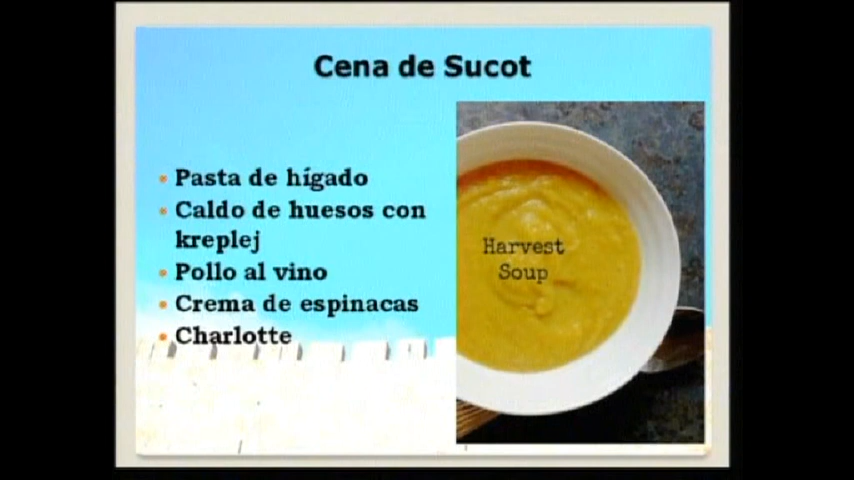 Cena de Sucot
Pasta de hígado
Caldo de huesos con
kreplej
Pollo al vino
Crema de espinacas
Charlotte
Harvest
Soup